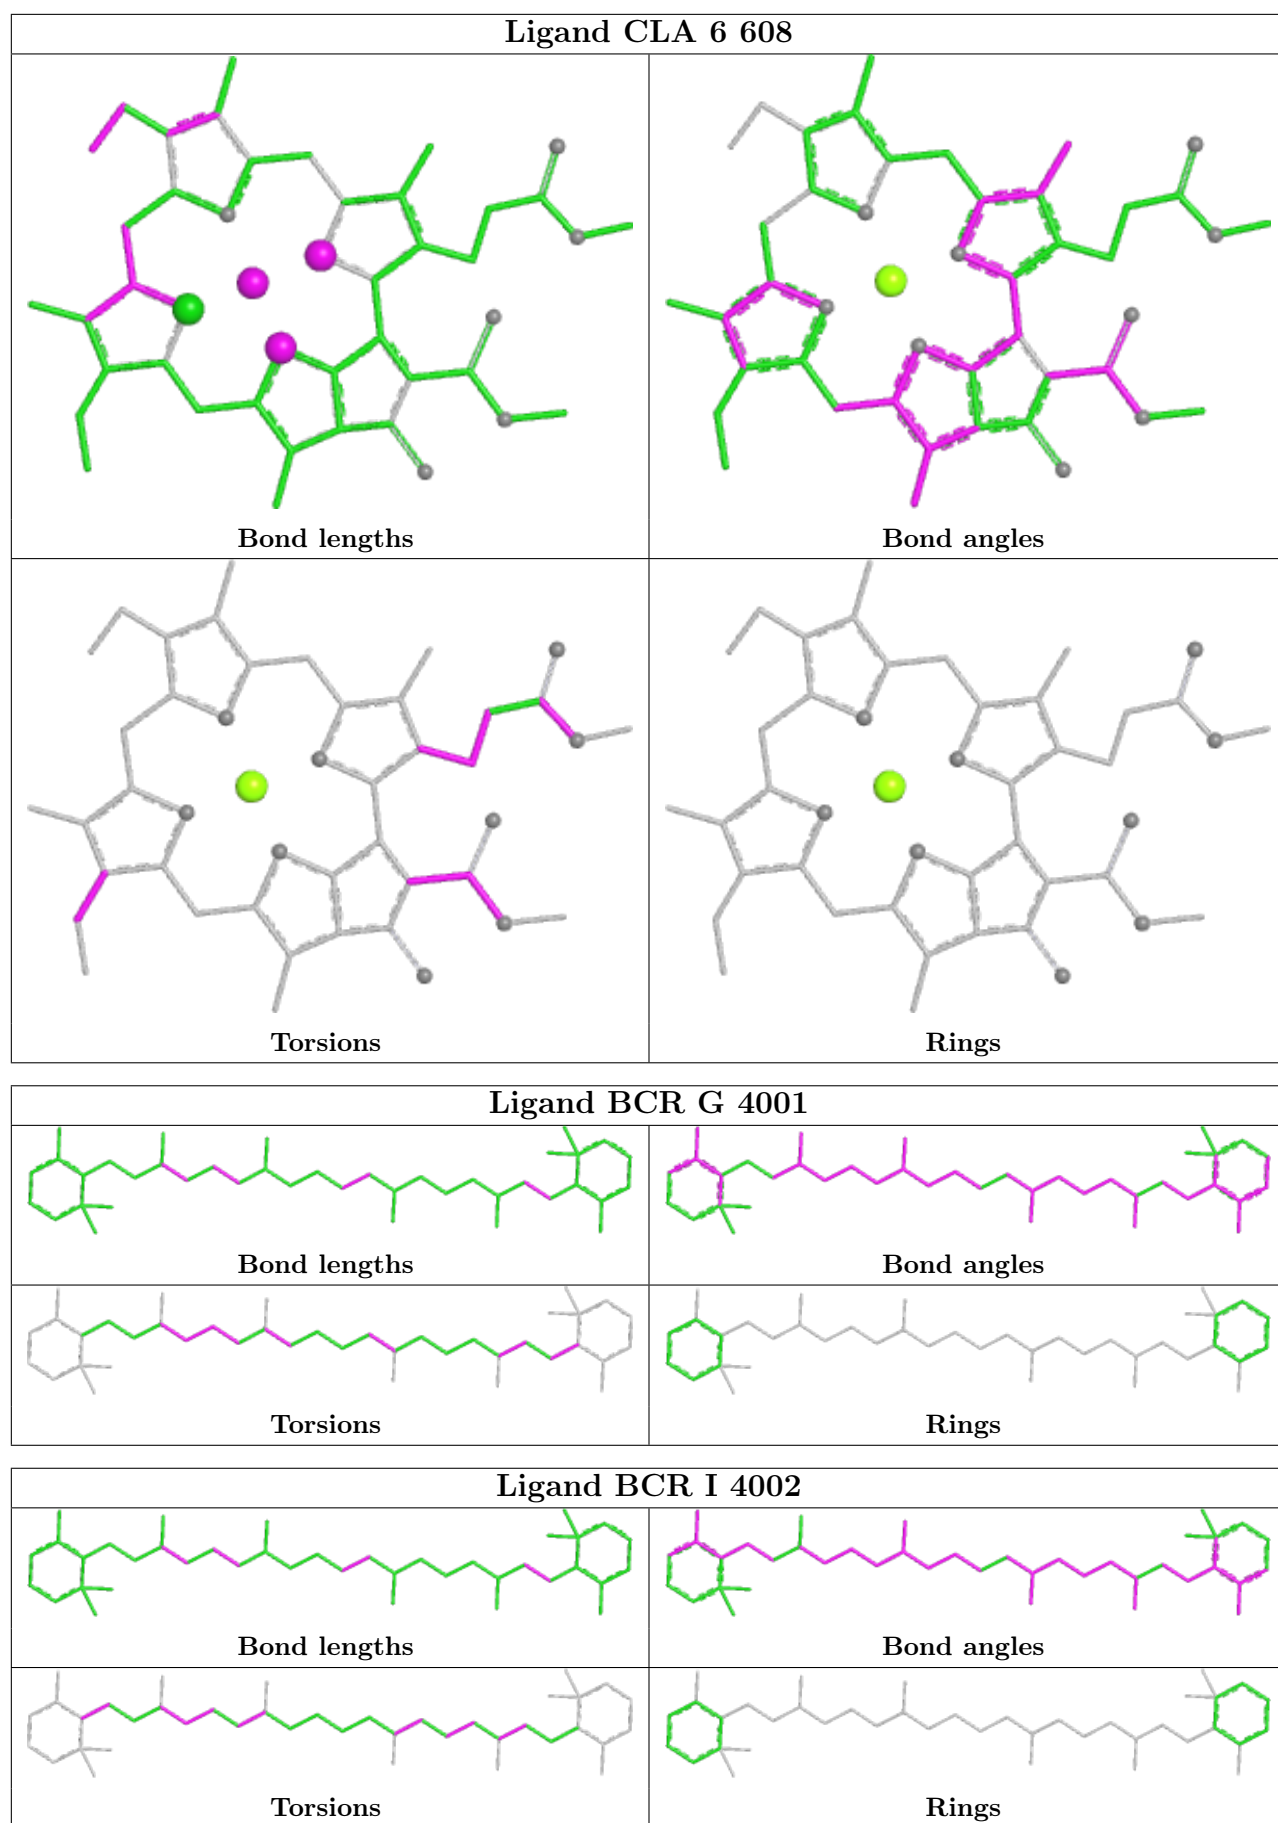 Ligand CLA 6 608
Bond lengths
Bond angles
Torsions
Rings
Ligand BCR G 4001
Bond lengths
Bond angles
Torsions
Rings
Ligand BCR I 4002
Bond lengths
Bond angles
Torsions
Rings